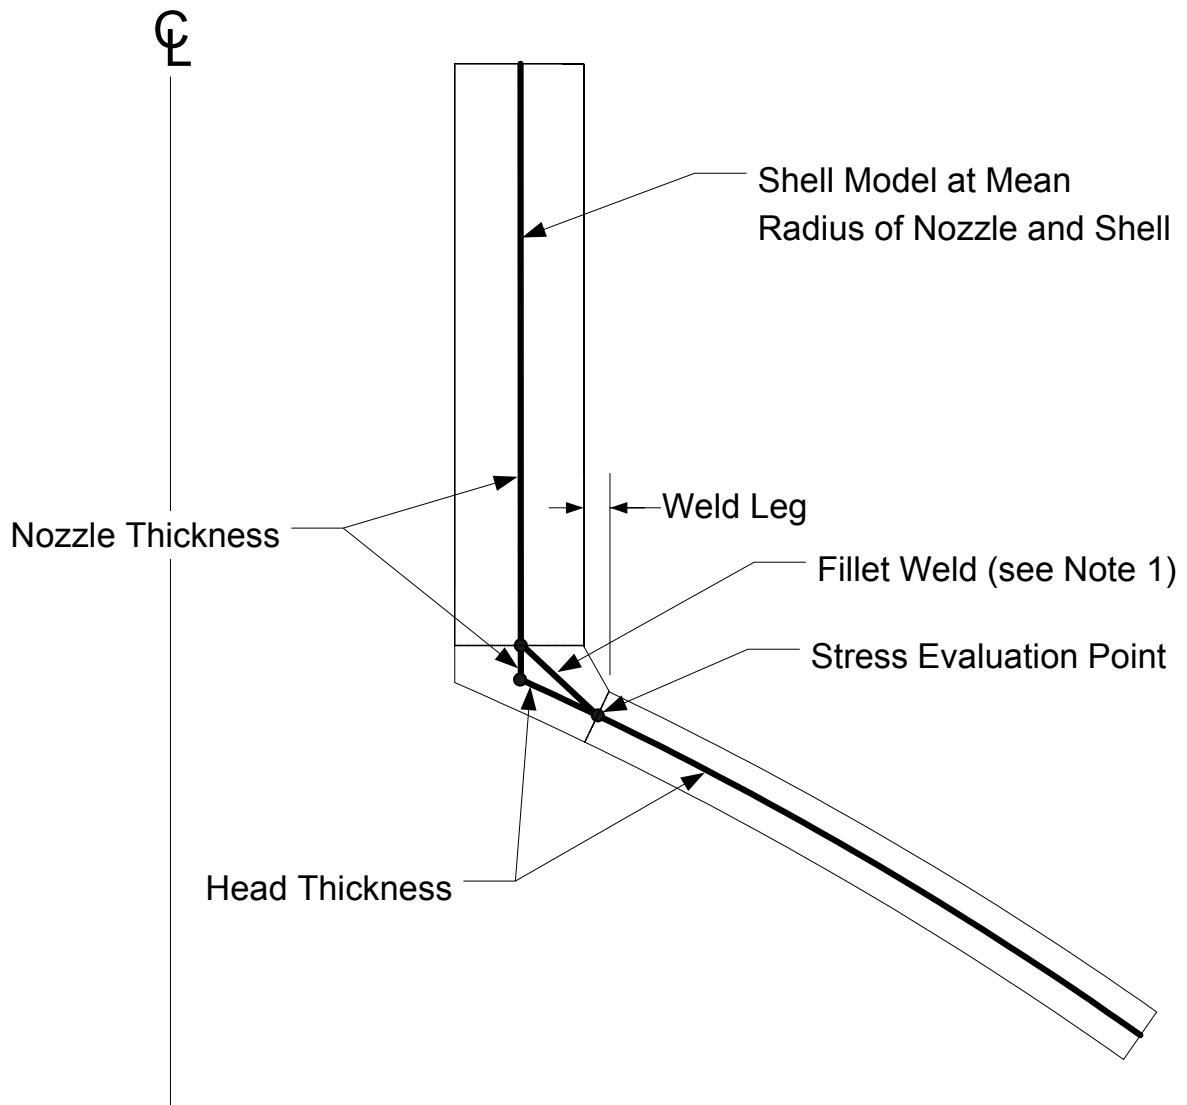 ℄
Shell Model at Mean
Radius of Nozzle and Shell
Weld Leg
Nozzle Thickness
Fillet Weld (see Note 1)
Stress Evaluation Point
Head Thickness